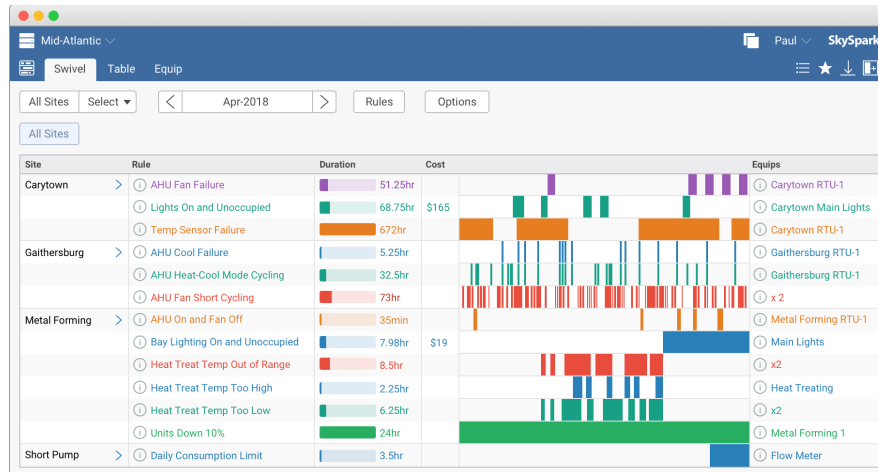 Mid-Atlantic
Paul SkySpark
Swivel Table Equip
All Sites Select Apr-2018 Rules Options
All Sites
Site Rule Duration Cost Equips
Carytown AHU Fan Failure 51.25hr Carytown RTU-1
Lights On and Unoccupied 68.75hr $165 Carytown Main Lights
Temp Sensor Failure 672hr Carytown RTU-1
Gaithersburg AHU Cool Failure 5.25hr Gaithersburg RTU-1
AHU Heat-Cool Mode Cycling 32.5hr Gaithersburg RTU-1
AHU Fan Short Cycling 73hr x 2
Metal Forming AHU On and Fan Off 35min Metal Forming RTU-1
Bay Lighting On and Unoccupied 7.98hr $19 Main Lights
Heat Treat Temp Out of Range 8.5hr x2
Heat Treat Temp Too High 2.25hr Heat Treating
Heat Treat Temp Too Low 6.25hr x2
Units Down 10% 24hr Metal Forming 1
Short Pump Daily Consumption Limit 3.5hr Flow Meter